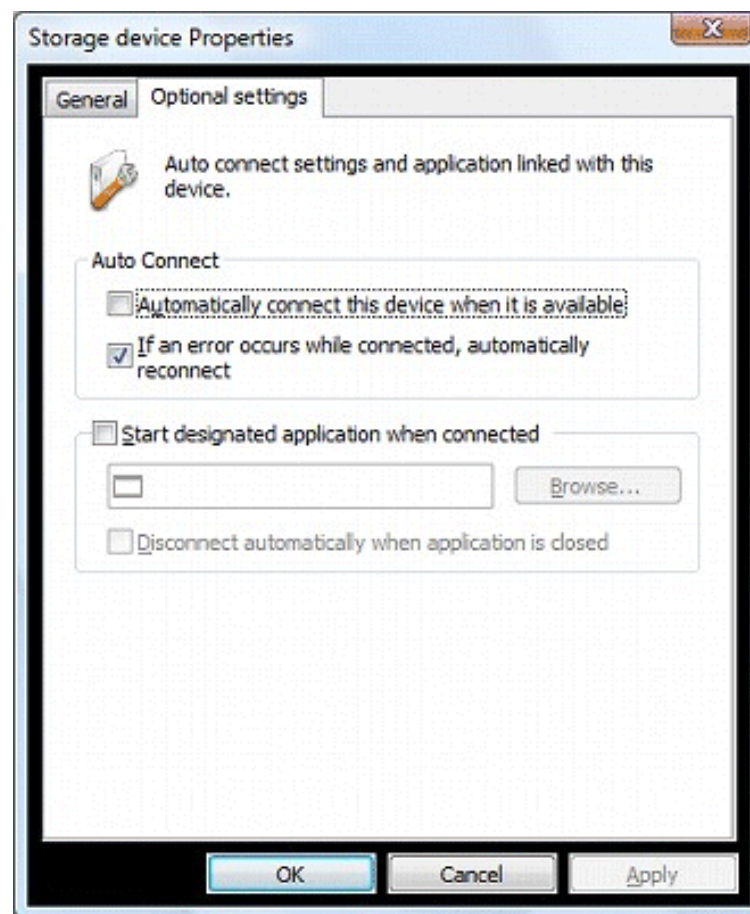 Storage device Properties
General
Optional settings
Auto connect settings and application linked with this
device.
Auto Connect
Automatically connect this device when it is available
If an error occurs while connected, automatically
reconnect
Start designated application when connected
Browse...
Disconnect automatically when application is closed
OK
Cancel
Apply